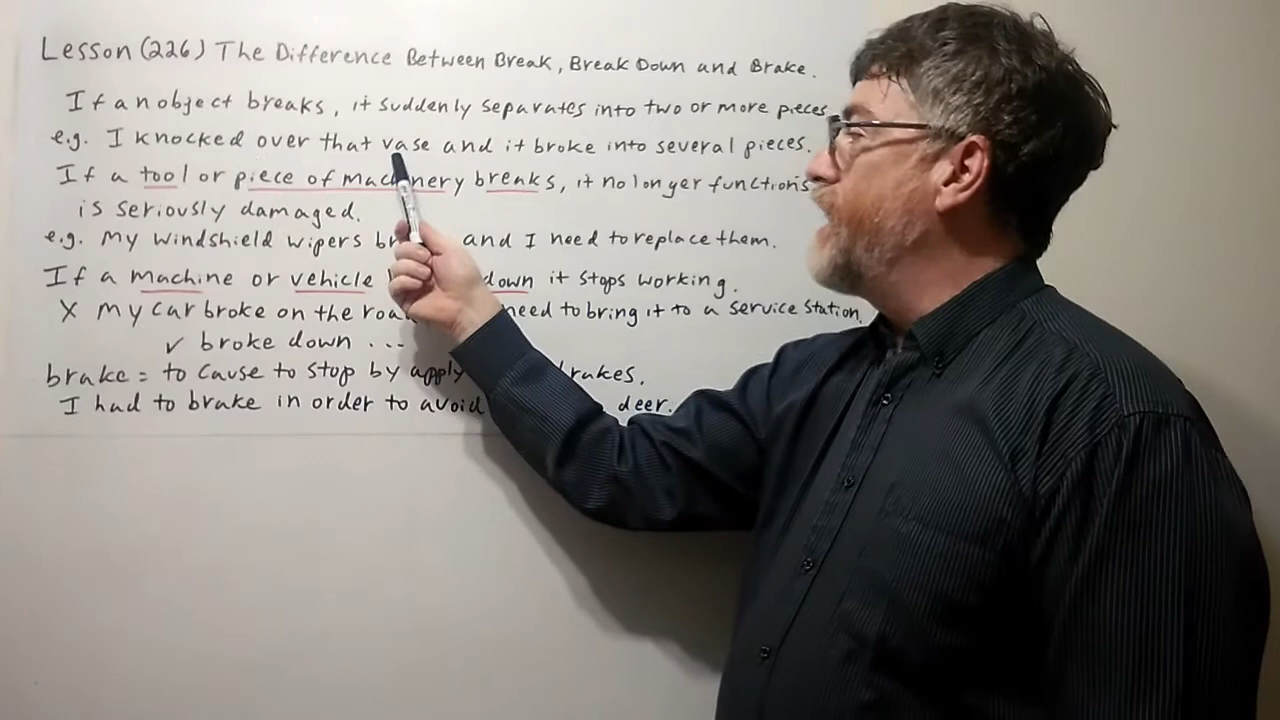 Lesson (226) The Difference Between Break, Break Down and Brake.
If an object breaks, it suddenly separates into two or more pieces
e.g. I knocked over that vase and it broke into several pieces.
If a tool or piece of machinery breaks, it no longer functions
is seriously damaged.
e.g. My windshield wipers and I need to replace them.
If a machine or vehicle down it stops working.
X My car broke on the need to bring it to a service station.
✓ broke down ...
brake = to cause to stop by brakes.
I had to brake in order to avoid deer.